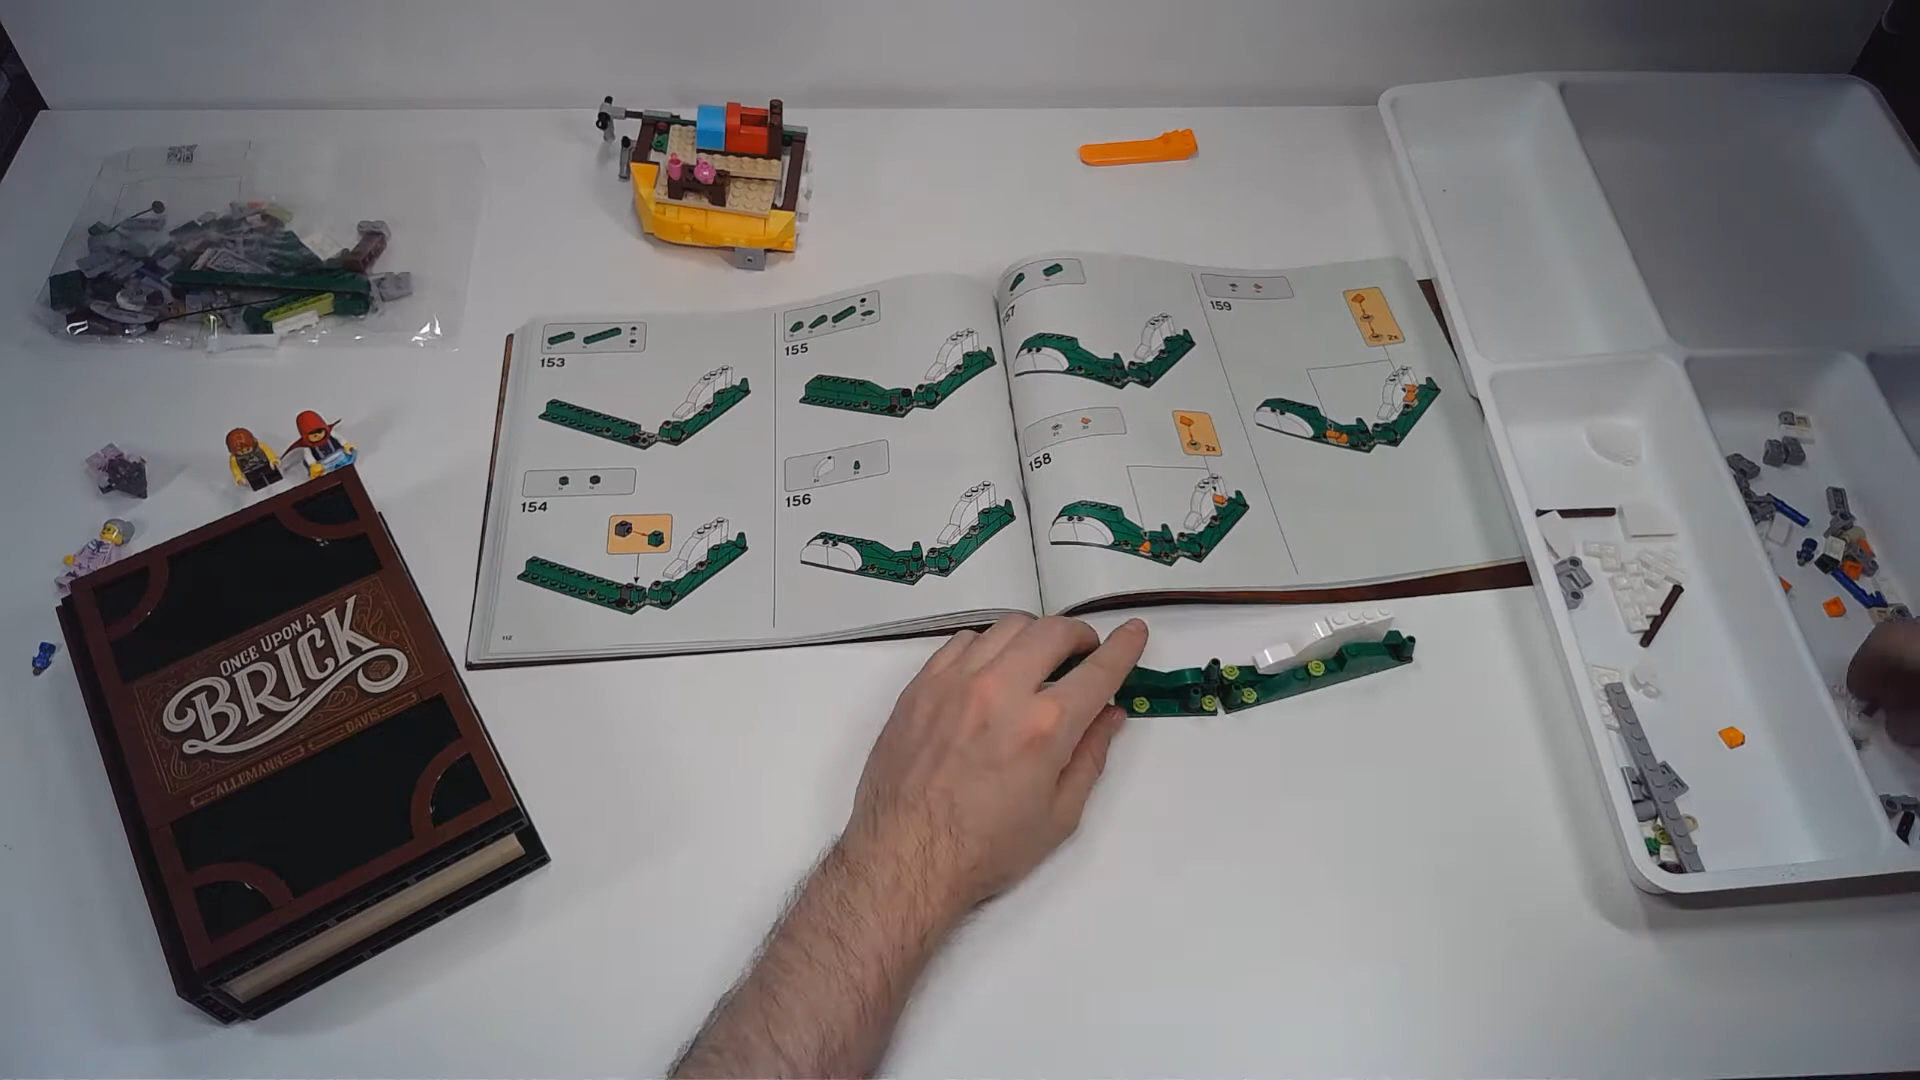 153
154
155
156
157
158
2x
159
2x
112
ONCE UPON A
BRICK
ALLEMANN
DAVIS